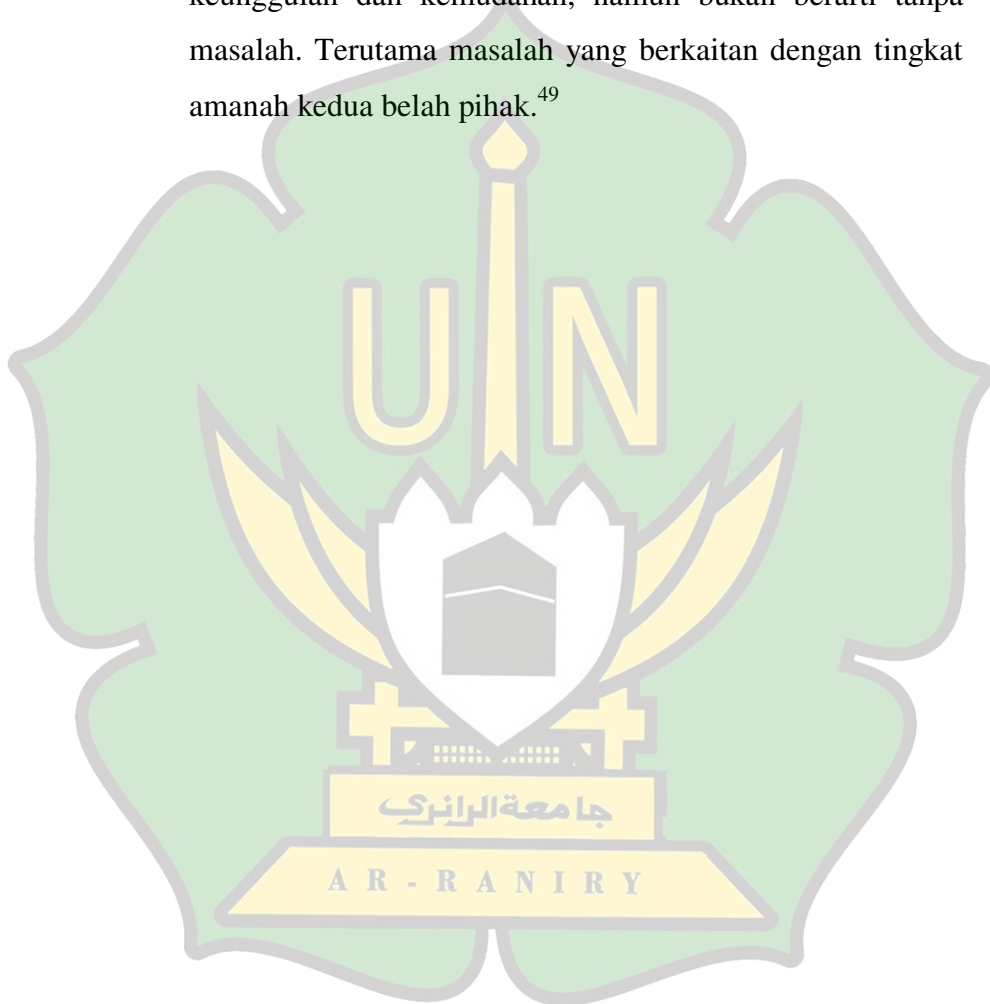 keunggulan dan kemudahan, namun bukan berarti tanpa
masalah. Terutama masalah yang berkaitan dengan tingkat
amanah kedua belah pihak.49
U N
جامعةالرانري
AR-RANIRY